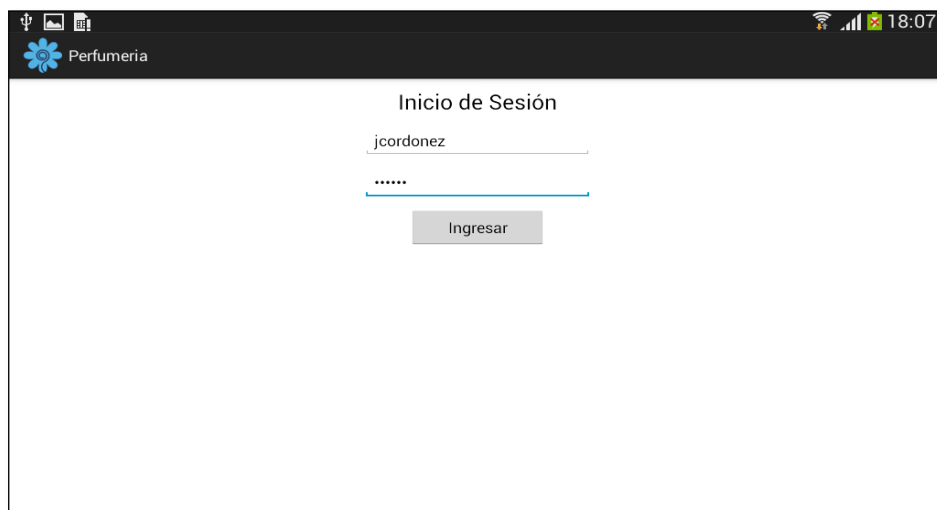 18:07
Perfumeria
Inicio de Sesión
jcordonez
••••••
Ingresar